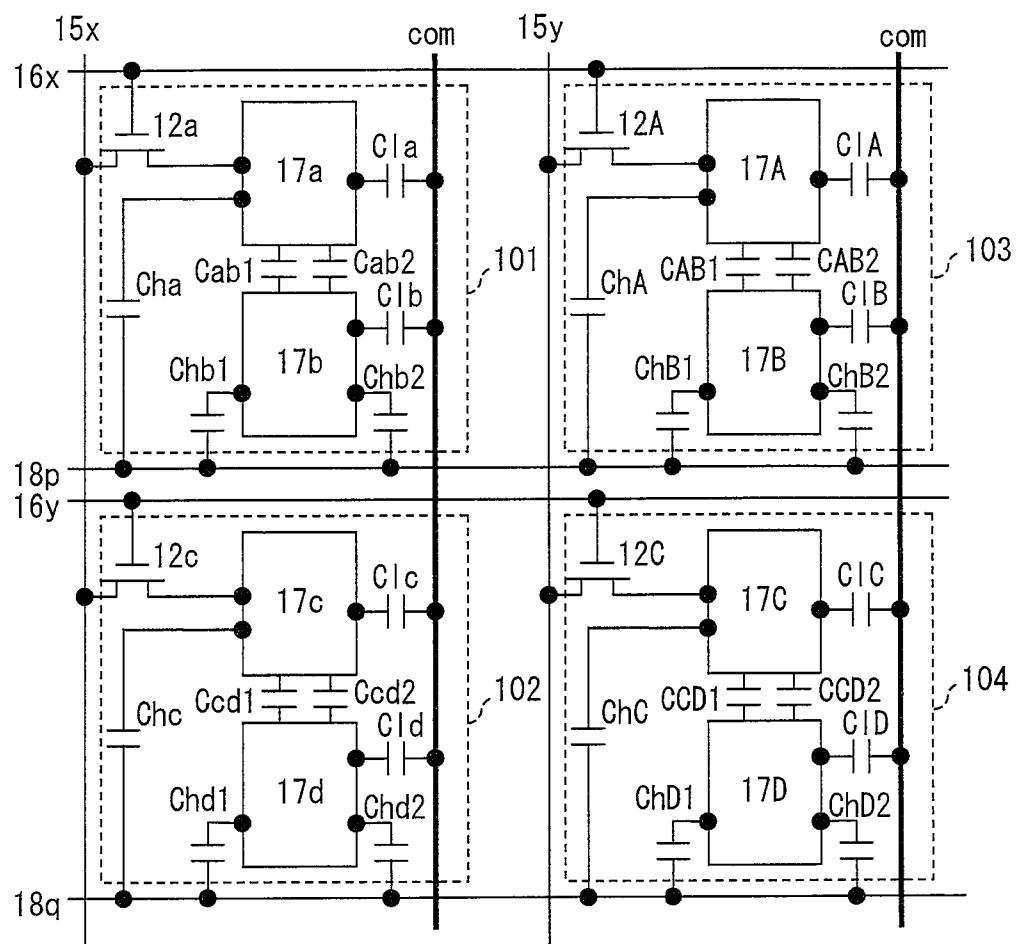 15x
com
15y
com
16x
12a
17a
Cla
12A
17A
ClA
Cab1
Cab2
101
CAB1
CAB2
103
Cha
Clb
ChA
ClB
Chb1
17b
Chb2
ChB1
17B
ChB2
18p
16y
12c
17c
Clc
12C
17C
ClC
Ccd1
Ccd2
102
CCD1
CCD2
104
Chc
Cld
ChC
ClD
Chd1
17d
Chd2
ChD1
17D
ChD2
18q